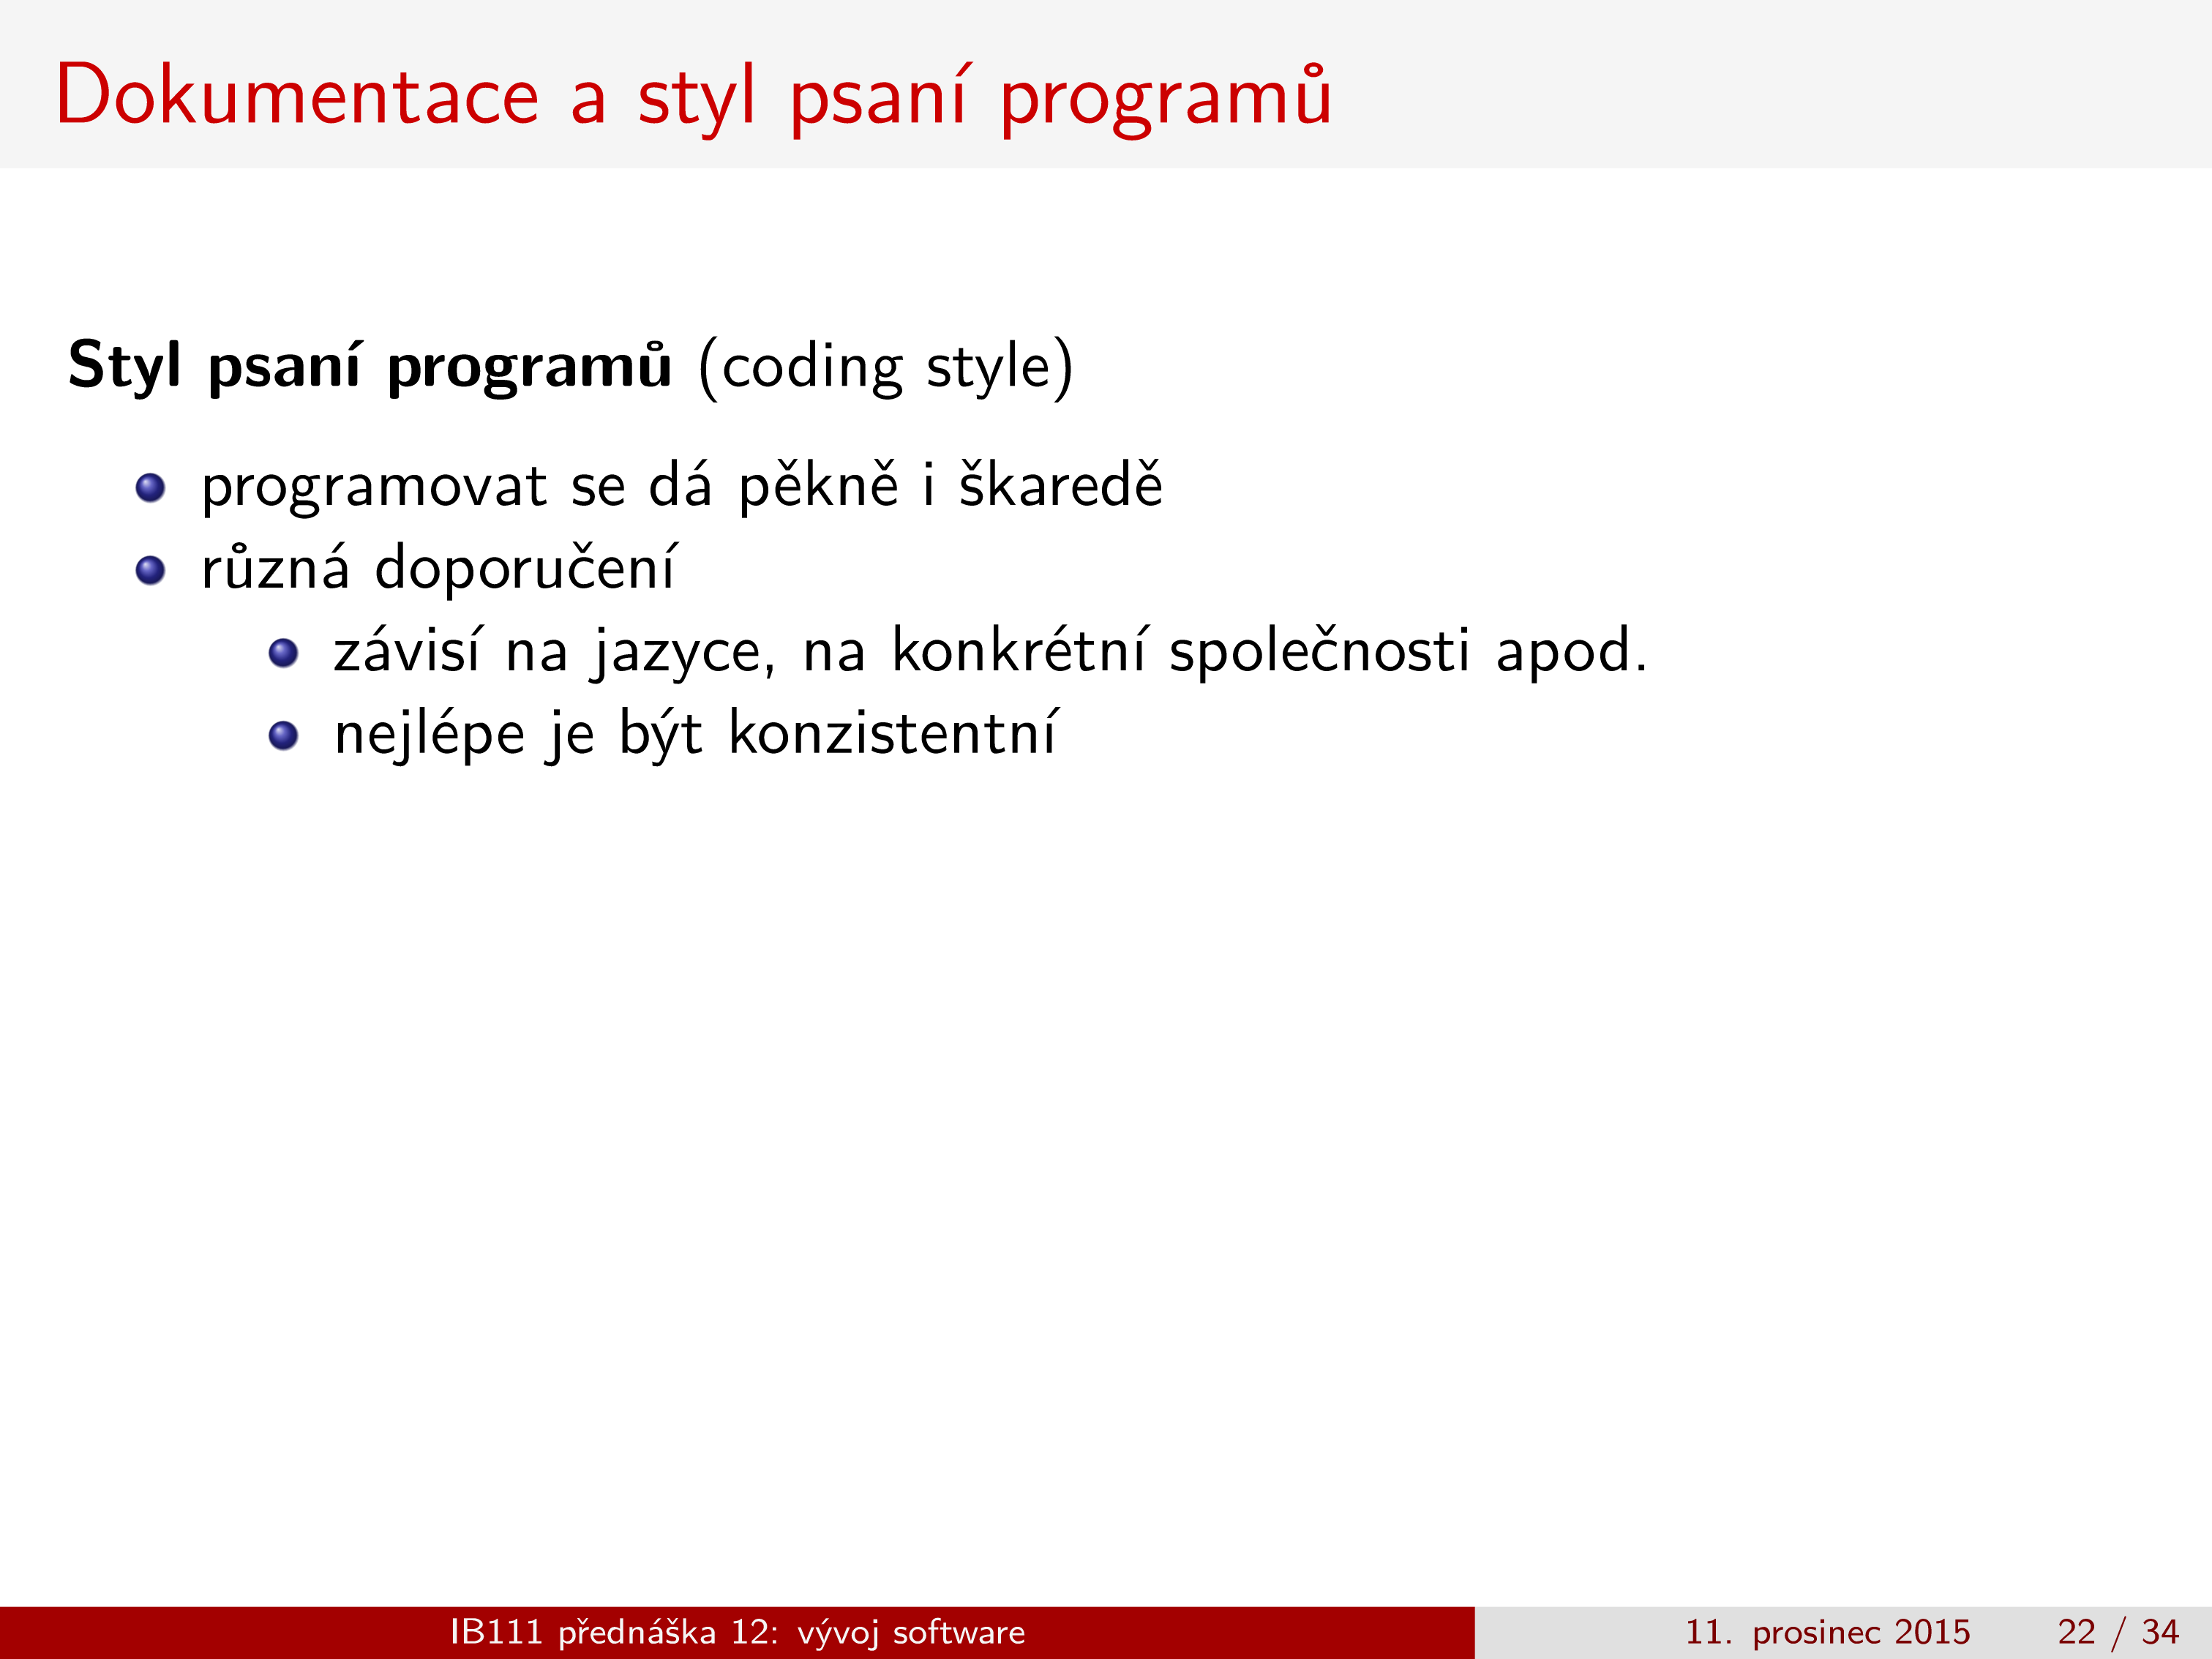 Dokumentace a styl psaní programů
Styl psaní programů (coding style)
programovat se dá pěkně i škaredě
různá doporučení
závisí na jazyce, na konkrétní společnosti apod.
nejlépe je být konzistentní
IB111 přednáška 12: vývoj software
11. prosinec 2015
22 / 34